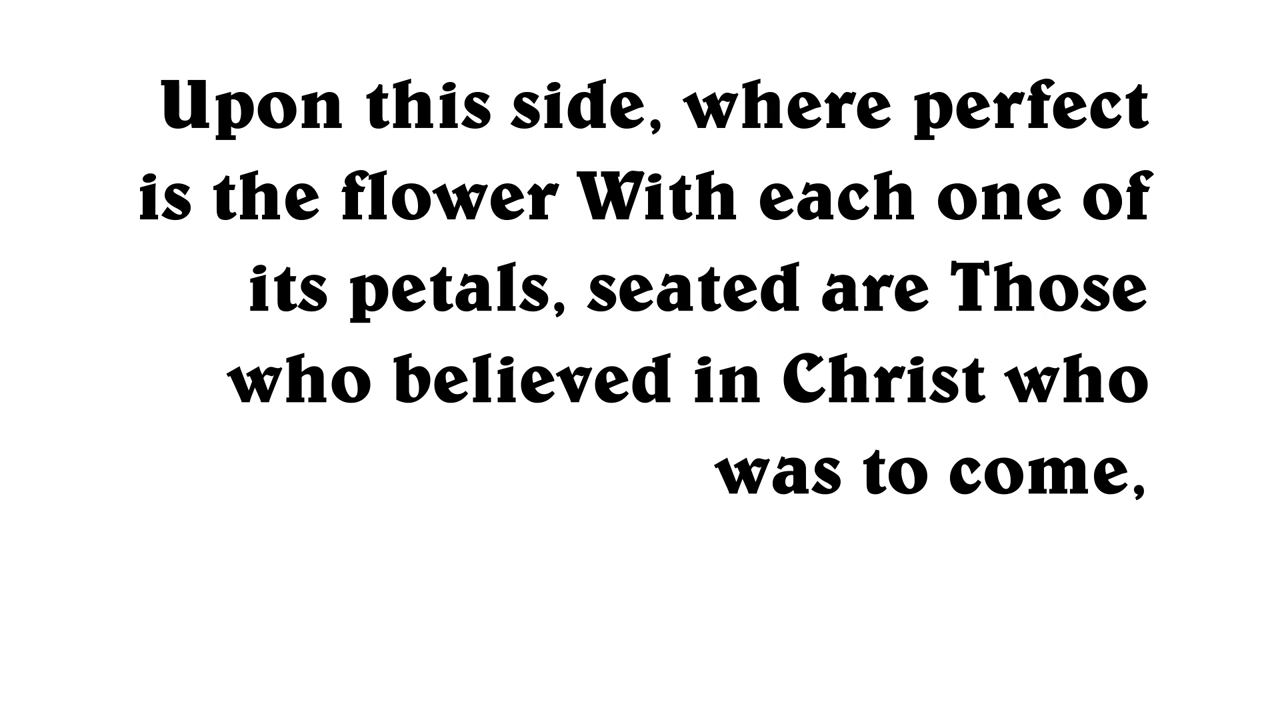 Upon this side, where perfect
is the flower With each one of
its petals, seated are Those
who believed in Christ who
was to come,